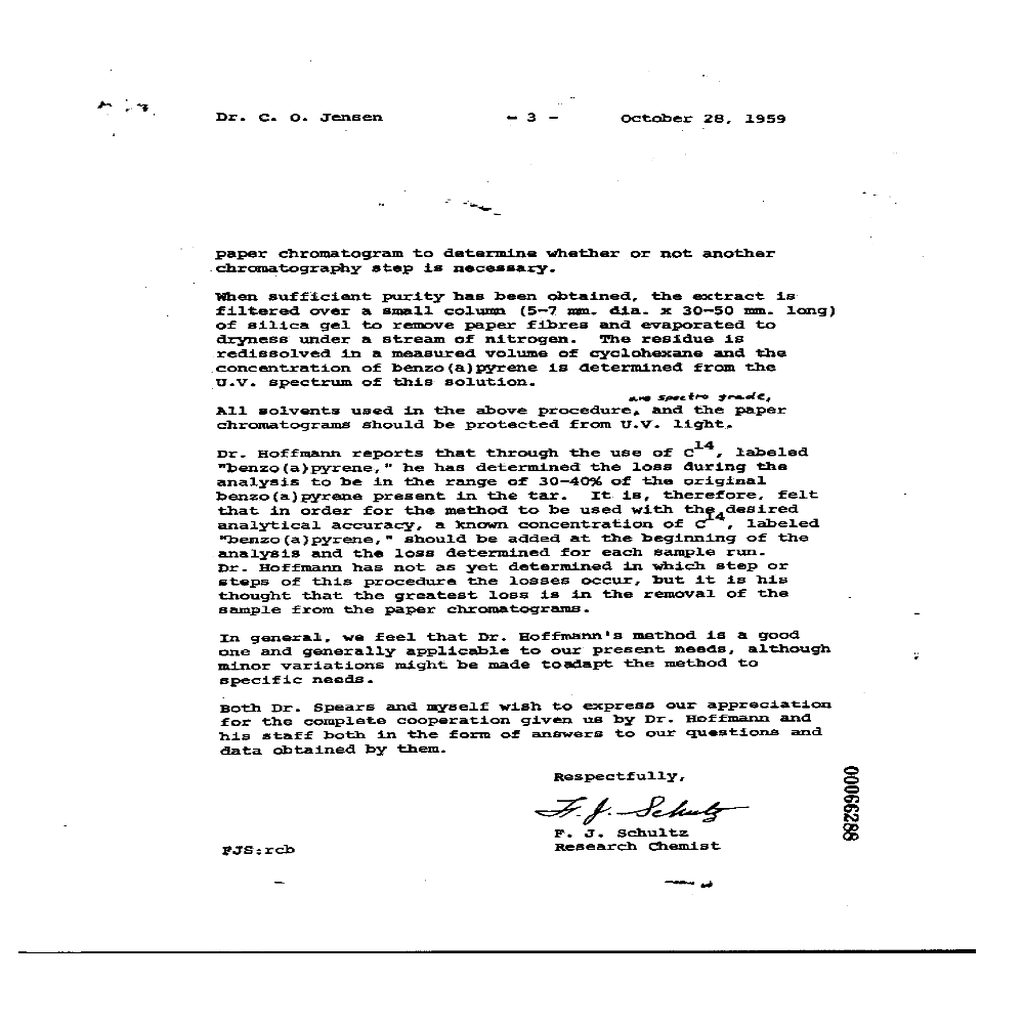 Dr. C. O. Jensen - 3 - October 28, 1959
paper chromatogram to determine whether or not another
chromatography step is necessary.
When sufficient purity has been obtained, the extract is
filtered over a small column (5-7 mm. dia. x 30-50 mm. long)
of silica gel to remove paper fibres and evaporated to
dryness under a stream of nitrogen. The residue is
redissolved in a measured volume of cyclohexane and the
concentration of benzo(a)pyrene is determined from the
U.V. spectrum of this solution.
are spectro grade,
All solvents used in the above procedure, and the paper
chromatograms should be protected from U.V. light.
Dr. Hoffmann reports that through the use of C14, labeled
"benzo(a)pyrene," he has determined the loss during the
analysis to be in the range of 30-40% of the original
benzo(a)pyrene present in the tar. It is, therefore, felt
that in order for the method to be used with the desired
analytical accuracy, a known concentration of C14, labeled
"benzo(a)pyrene," should be added at the beginning of the
analysis and the loss determined for each sample run.
Dr. Hoffmann has not as yet determined in which step or
steps of this procedure the losses occur, but it is his
thought that the greatest loss is in the removal of the
sample from the paper chromatograms.
In general, we feel that Dr. Hoffmann's method is a good
one and generally applicable to our present needs, although
minor variations might be made toadapt the method to
specific needs.
Both Dr. Spears and myself wish to express our appreciation
for the complete cooperation given us by Dr. Hoffmann and
his staff both in the form of answers to our questions and
data obtained by them.
Respectfully,
F. J. Schultz
F. J. Schultz
Research Chemist
FJS:rcb
00066288